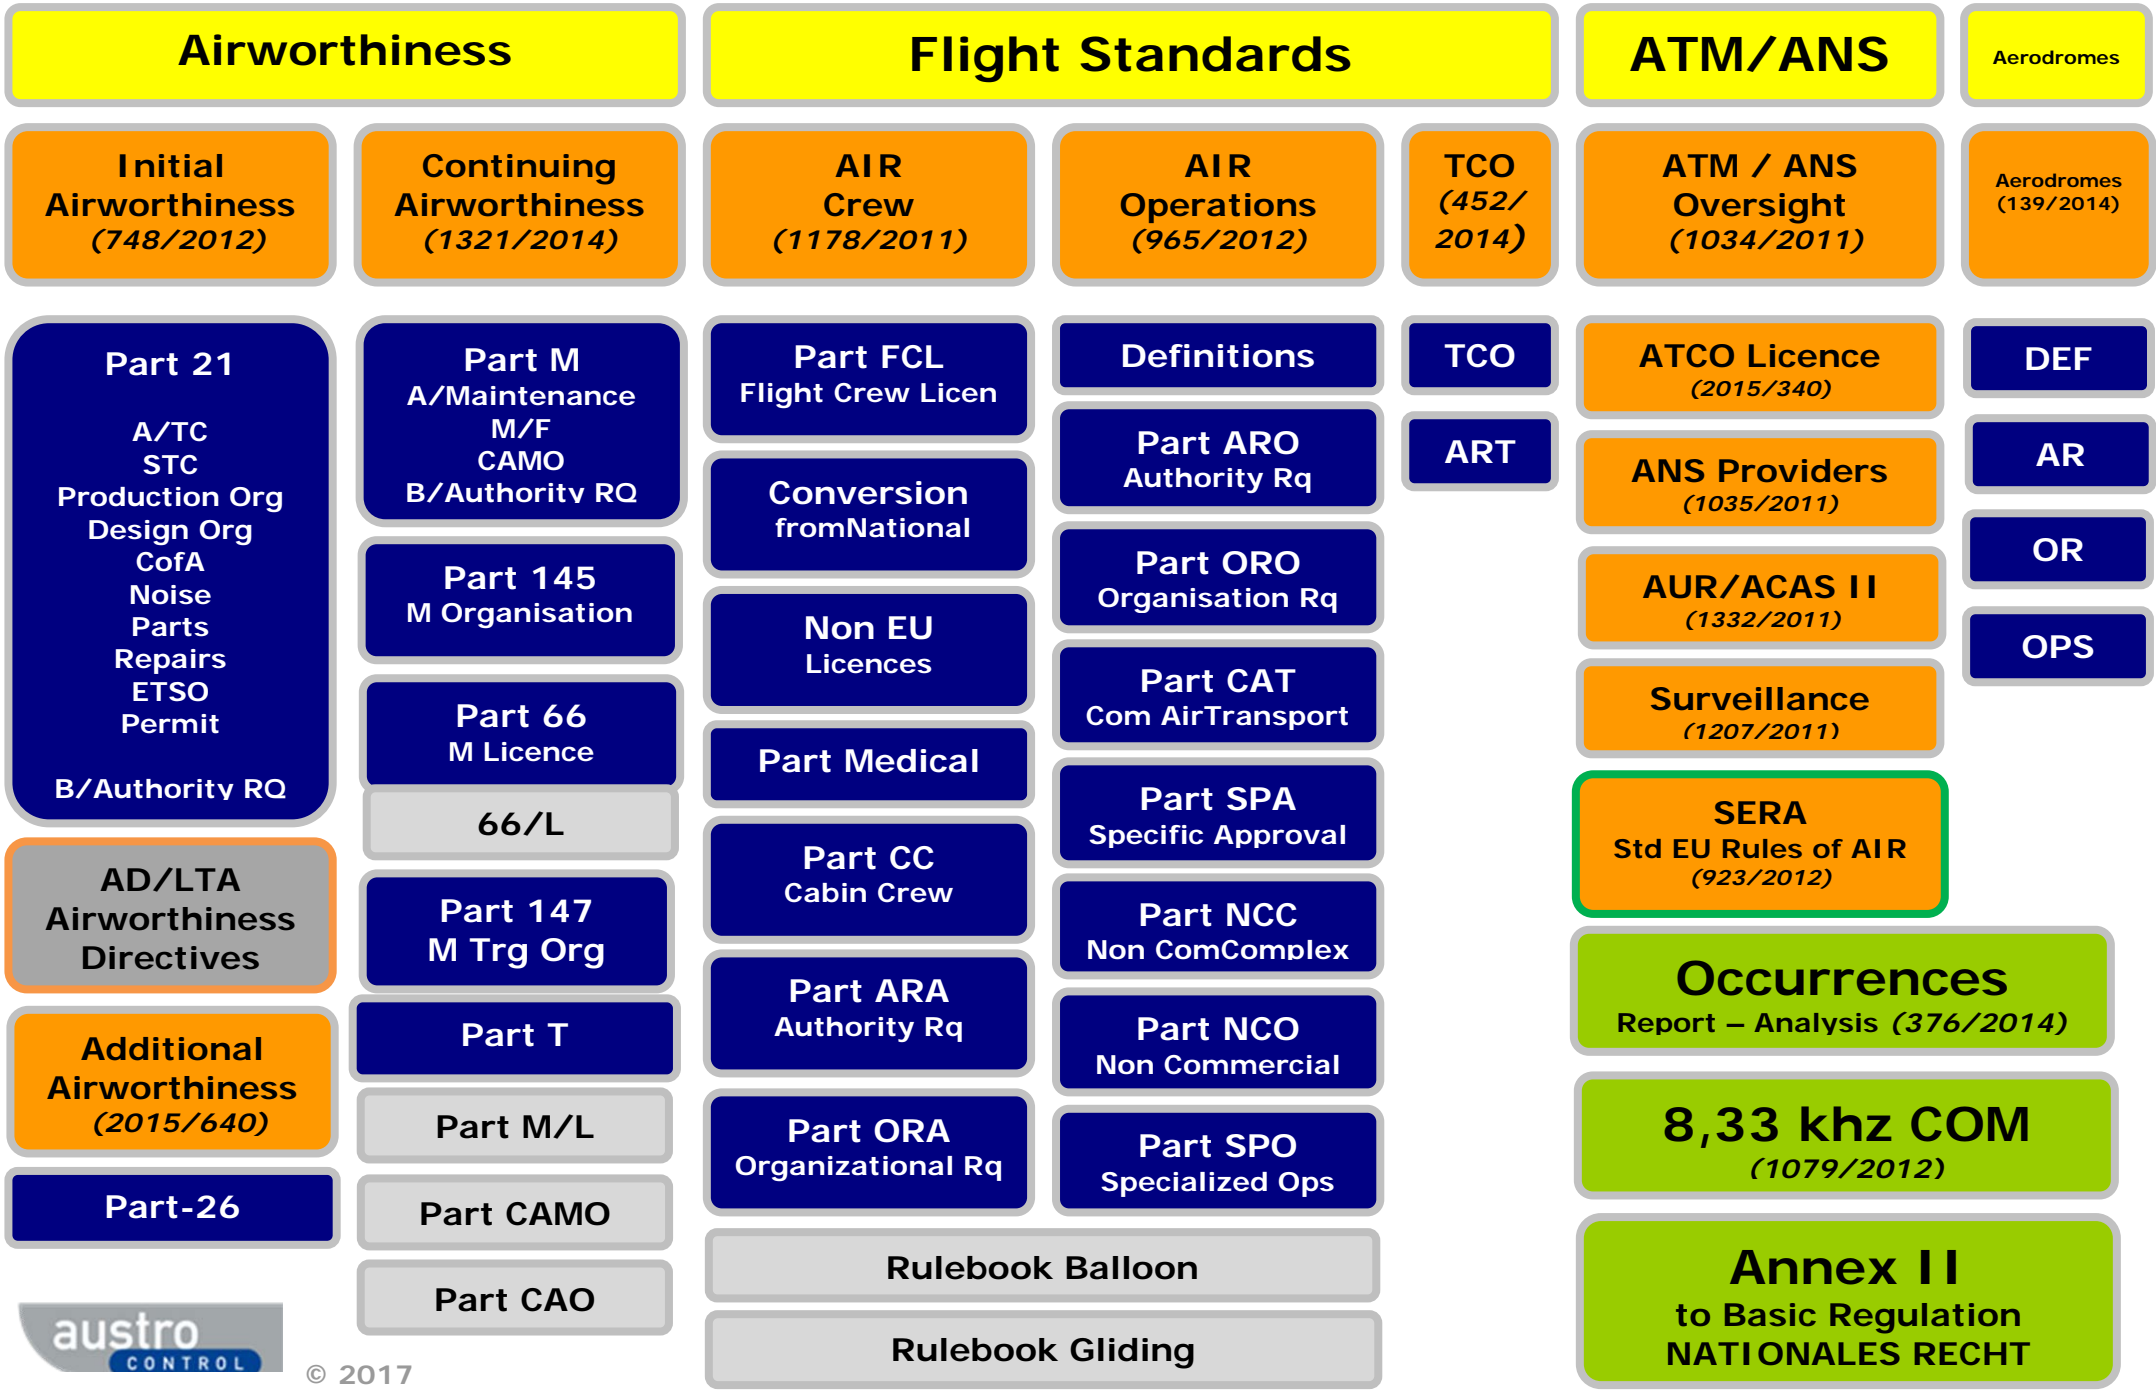 Airworthiness
Flight Standards
ATM/ANS
Aerodromes
Initial
Airworthiness
(748/2012)
Continuing
Airworthiness
(1321/2014)
AIR
Crew
(1178/2011)
AIR
Operations
(965/2012)
TCO
(452/
2014)
ATM / ANS
Oversight
(1034/2011)
Aerodromes
(139/2014)
Part 21
A/TC
STC
Production Org
Design Org
CofA
Noise
Parts
Repairs
ETSO
Permit
B/Authority RQ
AD/LTA
Airworthiness
Directives
Additional
Airworthiness
(2015/640)
Part-26
Part M
A/Maintenance
M/F
CAMO
B/Authority RQ
Part 145
M Organisation
Part 66
M Licence
66/L
Part 147
M Trg Org
Part T
Part M/L
Part CAMO
Part CAO
Part FCL
Flight Crew Licen
Conversion
fromNational
Non EU
Licences
Part Medical
Part CC
Cabin Crew
Part ARA
Authority Rq
Part ORA
Organizational Rq
Definitions
Part ARO
Authority Rq
Part ORO
Organisation Rq
Part CAT
Com AirTransport
Part SPA
Specific Approval
Part NCC
Non ComComplex
Part NCO
Non Commercial
Part SPO
Specialized Ops
Rulebook Balloon
Rulebook Gliding
TCO
ART
ATCO Licence
(2015/340)
ANS Providers
(1035/2011)
AUR/ACAS II
(1332/2011)
Surveillance
(1207/2011)
SERA
Std EU Rules of AIR
(923/2012)
Occurrences
Report – Analysis (376/2014)
8,33 khz COM
(1079/2012)
Annex II
to Basic Regulation
NATIONALES RECHT
DEF
AR
OR
OPS
austro
CONTROL
© 2017